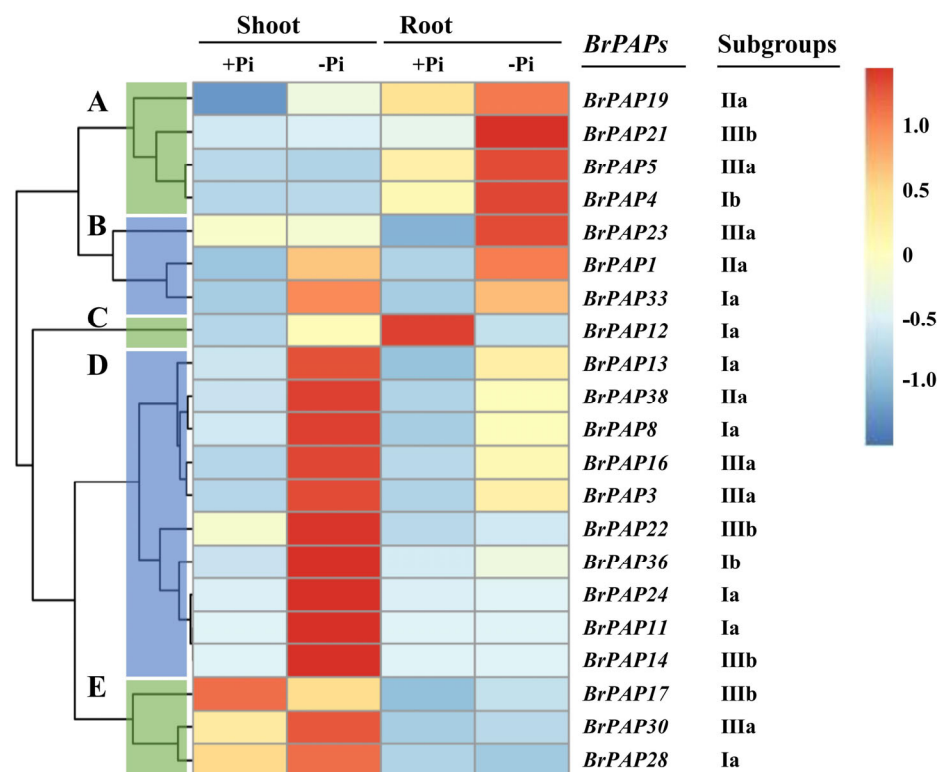 Shoot Root BrPAPs Subgroups
+Pi -Pi +Pi -Pi
A BrPAP19 IIa
BrPAP21 IIIb
BrPAP5 IIIa
BrPAP4 Ib
B BrPAP23 IIIa
BrPAP1 IIa
BrPAP33 Ia
C BrPAP12 Ia
D BrPAP13 Ia
BrPAP38 IIa
BrPAP8 Ia
BrPAP16 IIIa
BrPAP3 IIIa
BrPAP22 IIIb
BrPAP36 Ib
BrPAP24 Ia
BrPAP11 Ia
BrPAP14 IIIb
E BrPAP17 IIIb
BrPAP30 IIIa
BrPAP28 Ia
1.0
0.5
0
-0.5
-1.0